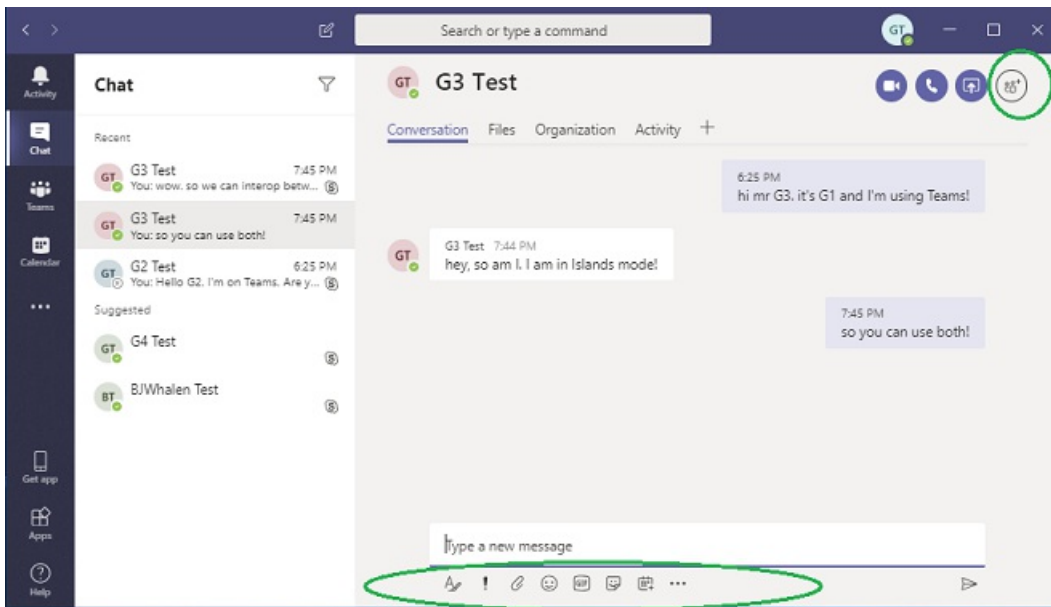 Search or type a command
GT
Activity
Chat
Teams
Calendar
Get app
Apps
Help
Chat
Recent
GT
G3 Test
7:45 PM
You: wow. so we can interop betw...
GT
G3 Test
7:45 PM
You: so you can use both!
GT
G2 Test
6:25 PM
You: Hello G2. I'm on Teams. Are y...
Suggested
GT
G4 Test
BT
BJWhalen Test
GT
G3 Test
Conversation
Files
Organization
Activity
6:25 PM
hi mr G3. it's G1 and I'm using Teams!
GT
G3 Test 7:44 PM
hey, so am I. I am in Islands mode!
7:45 PM
so you can use both!
Type a new message
GIF